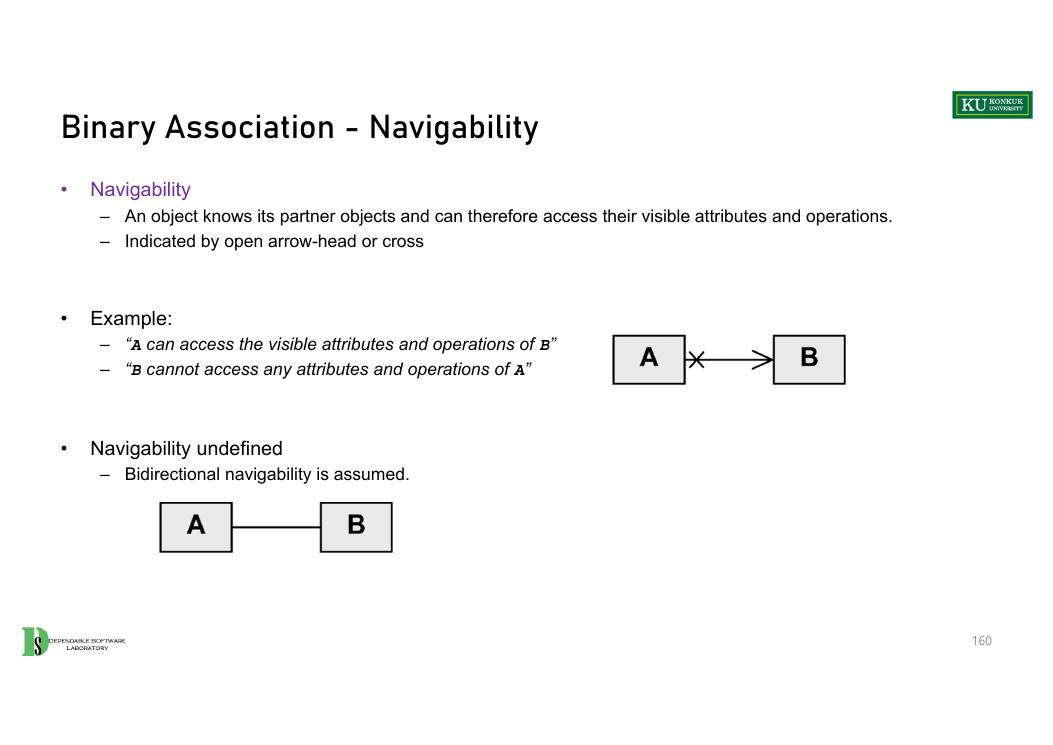 KU KONKUK UNIVERSITY
Binary Association - Navigability
• Navigability
– An object knows its partner objects and can therefore access their visible attributes and operations.
– Indicated by open arrow-head or cross
• Example:
– “A can access the visible attributes and operations of B”
– “B cannot access any attributes and operations of A”
A B
• Navigability undefined
– Bidirectional navigability is assumed.
A B
DS DEPENDABLE SOFTWARE
LABORATORY
160